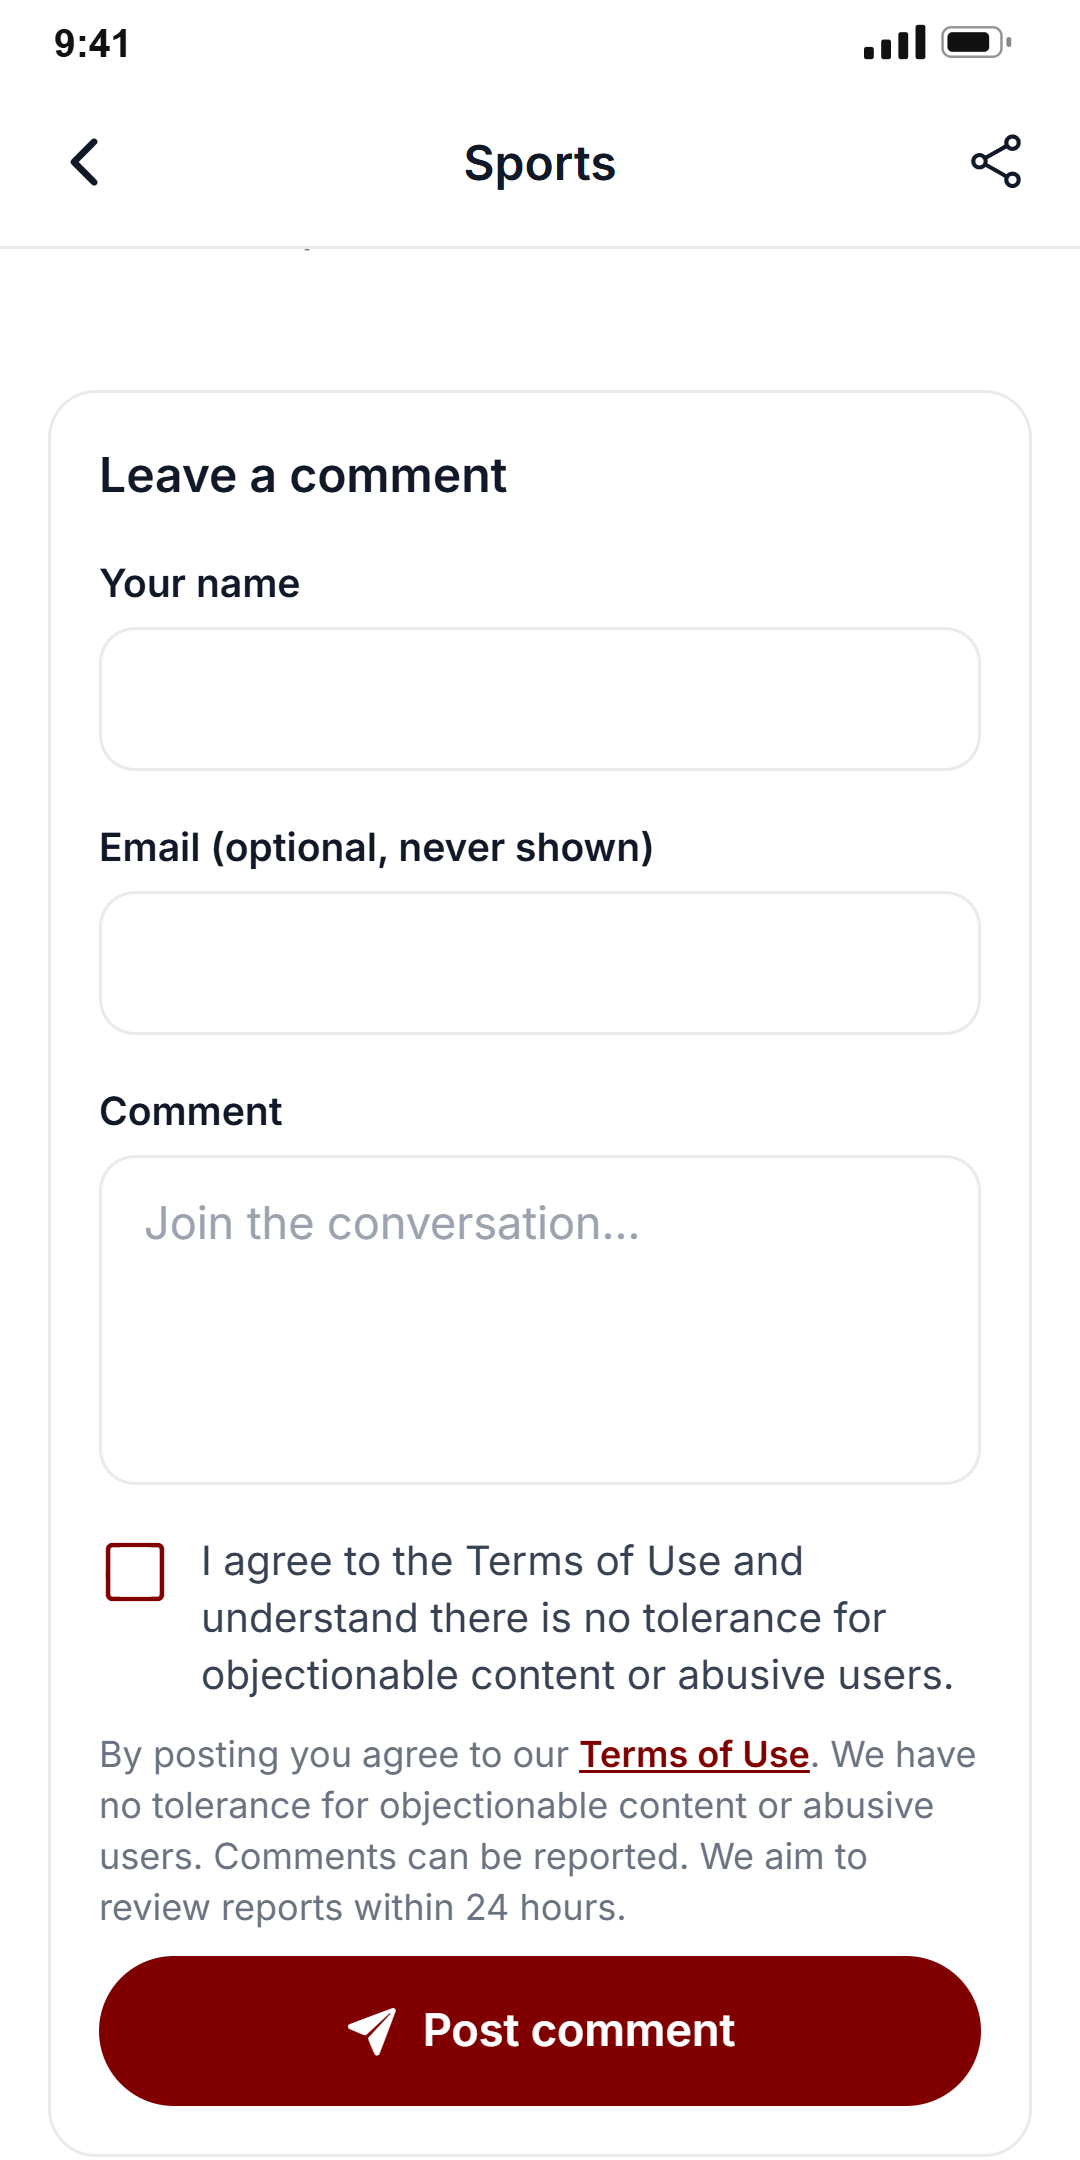 9:41
Sports
Leave a comment
Your name
Email (optional, never shown)
Comment
Join the conversation...
I agree to the Terms of Use and
understand there is no tolerance for
objectionable content or abusive users.
By posting you agree to our Terms of Use. We have
no tolerance for objectionable content or abusive
users. Comments can be reported. We aim to
review reports within 24 hours.
Post comment